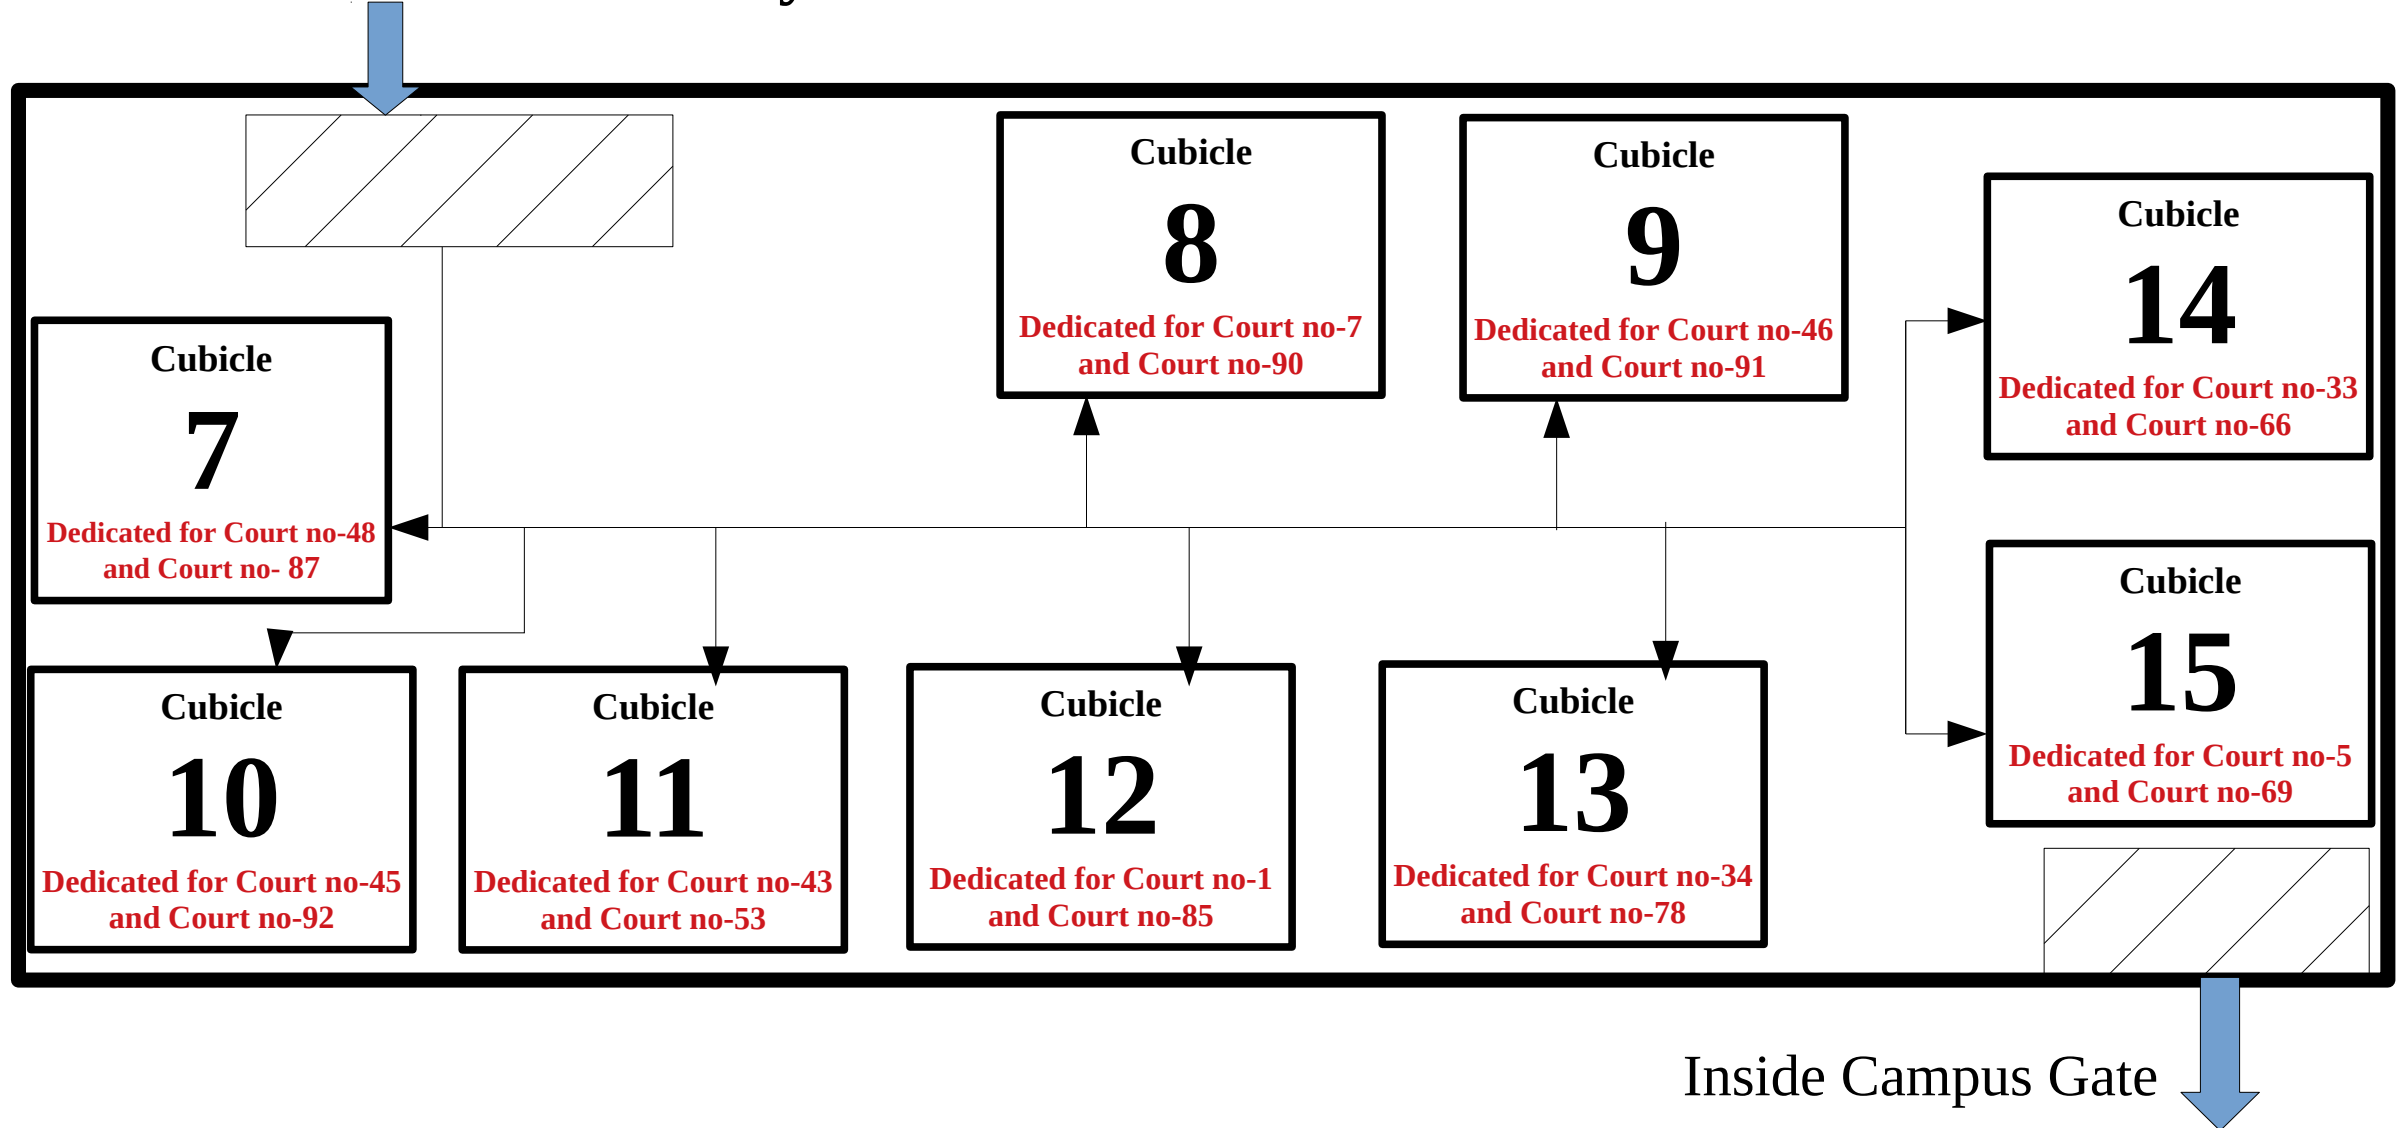 Cubicle
8
Dedicated for Court no-7
and Court no-90
Cubicle
9
Dedicated for Court no-46
and Court no-91
Cubicle
14
Dedicated for Court no-33
and Court no-66
Cubicle
7
Dedicated for Court no-48
and Court no- 87
Cubicle
15
Dedicated for Court no-5
and Court no-69
Cubicle
10
Dedicated for Court no-45
and Court no-92
Cubicle
11
Dedicated for Court no-43
and Court no-53
Cubicle
12
Dedicated for Court no-1
and Court no-85
Cubicle
13
Dedicated for Court no-34
and Court no-78
Inside Campus Gate